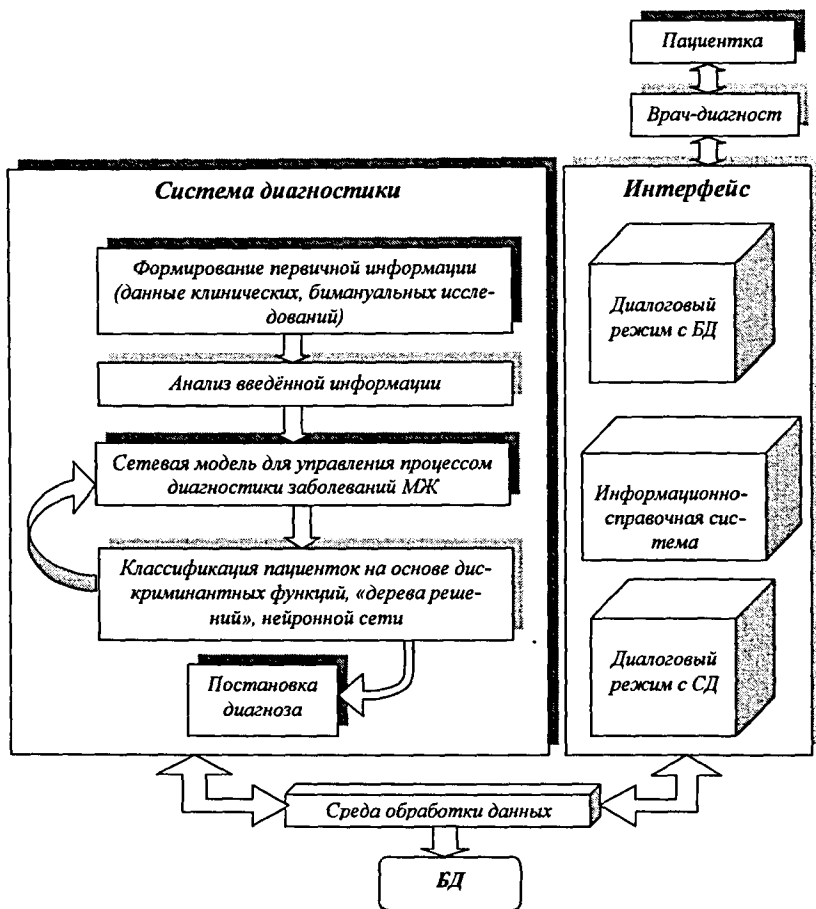 Пациентка
Врач-диагност
Система диагностики
Формирование первичной информации
(данные клинических, бимануальных иссле-
дований)
Анализ введённой информации
Сетевая модель для управления процессом
диагностики заболеваний МЖ
Классификация пациенток на основе дис-
криминантных функций, «дерева реше-
ний», нейронной сети
Постановка
диагноза
Интерфейс
Диалоговый
режим с БД
Информационно-
справочная сис-
тема
Диалоговый
режим с СД
Среда обработки данных
БД